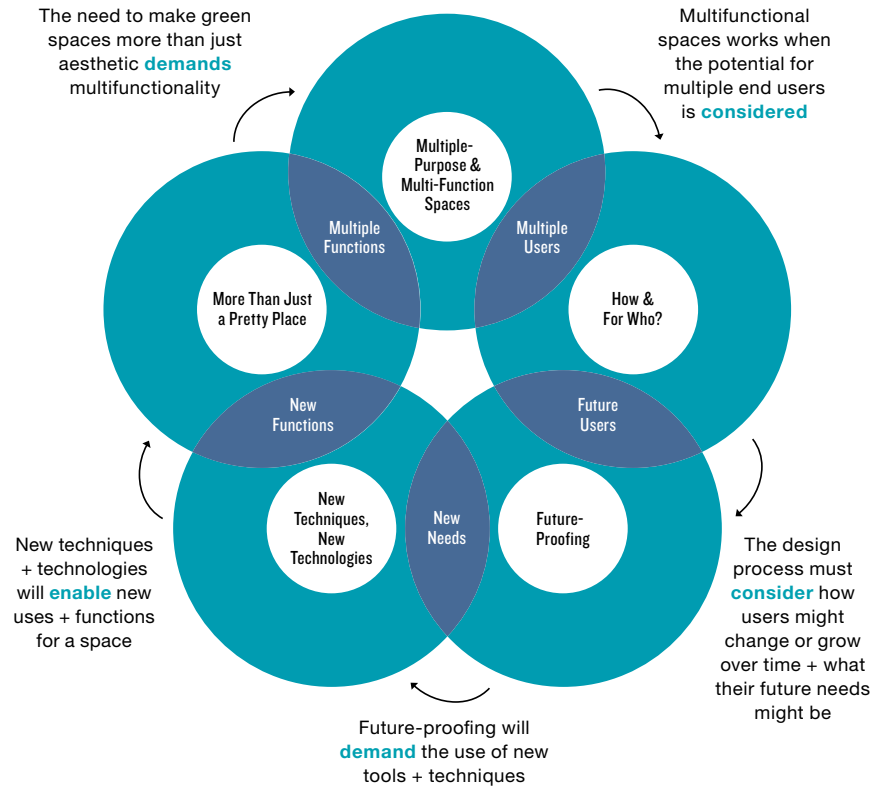 The need to make green
spaces more than just
aesthetic demands
multifunctionality
Multifunctional
spaces works when
the potential for
multiple end users
is considered
Multiple-
Purpose &
Multi-Function
Spaces
Multiple
Functions
Multiple
Users
More Than Just
a Pretty Place
How &
For Who?
New
Functions
Future
Users
New
Techniques,
New
Technologies
New
Needs
Future-
Proofing
New techniques
+ technologies
will enable new
uses + functions
for a space
The design
process must
consider how
users might
change or grow
over time + what
their future needs
might be
Future-proofing will
demand the use of new
tools + techniques